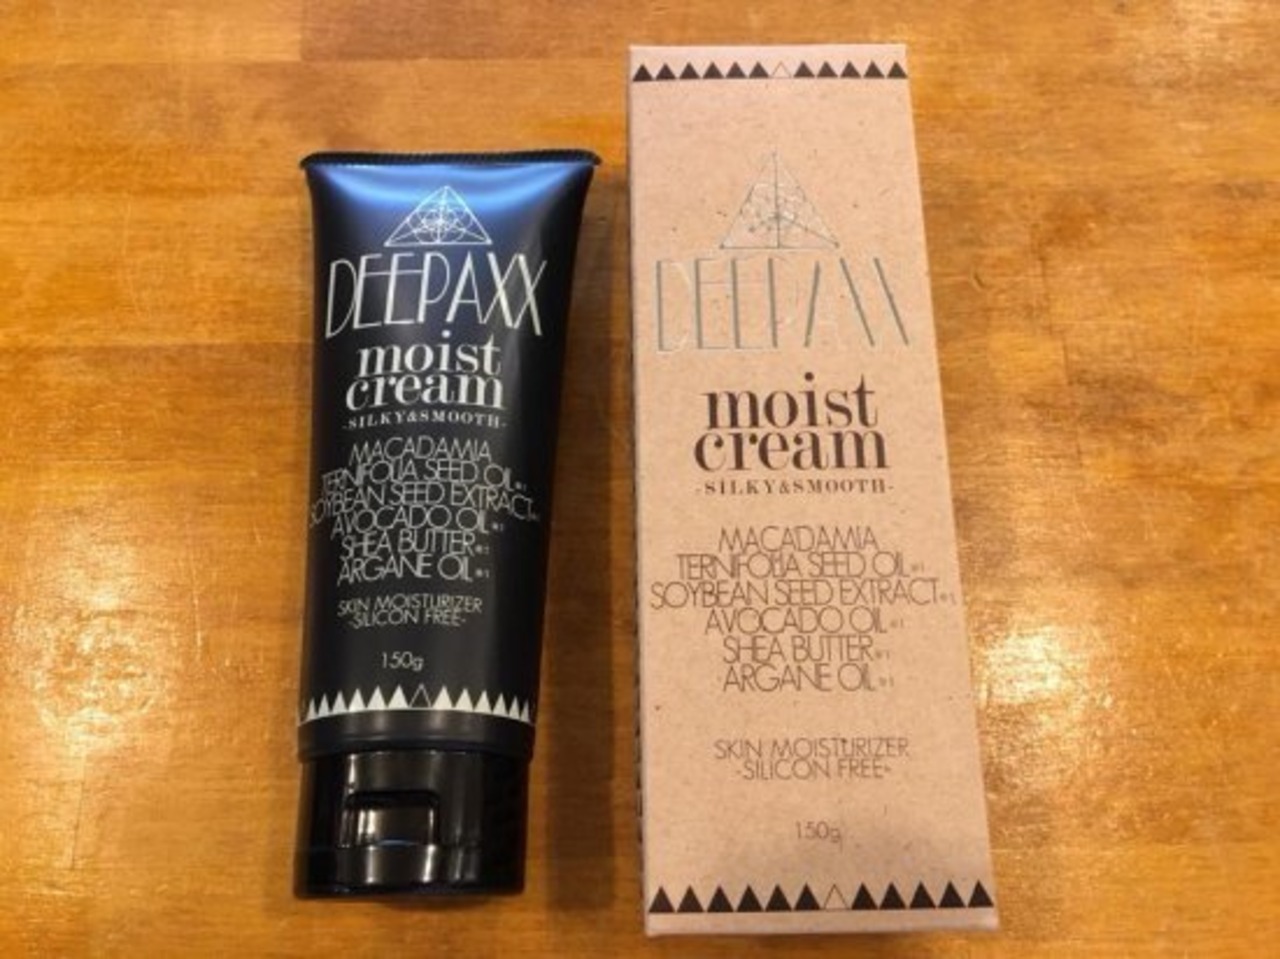 DEEPAXX
moist
cream
-SILKY&SMOOTH-
MACADAMIA
TERNIFOLIA SEED OIL
SOYBEAN SEED EXTRACT
AVOCADO OIL
SHEA BUTTER
ARGANE OIL
SKIN MOISTURIZER
-SILICON FREE-
150g
DEEPAXX
moist
cream
-SILKY&SMOOTH-
MACADAMIA
TERNIFOLIA SEED OIL
SOYBEAN SEED EXTRACT
AVOCADO OIL
SHEA BUTTER
ARGANE OIL
SKIN MOISTURIZER
-SILICON FREE-
150g